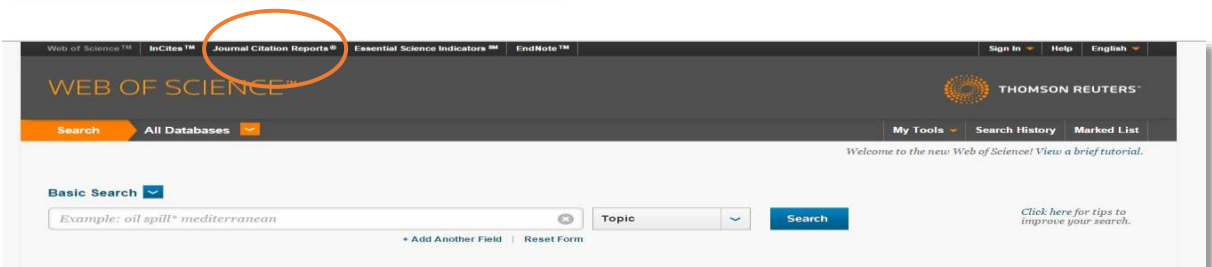 Web of Science™ InCites™ Journal Citation Reports® Essential Science Indicators℠ EndNote™ Sign In Help English
WEB OF SCIENCE™ THOMSON REUTERS™
Search All Databases My Tools Search History Marked List
Welcome to the new Web of Science! View a brief tutorial.
Basic Search
Example: oil spill* mediterranean Topic Search Click here for tips to
improve your search.
+ Add Another Field | Reset Form